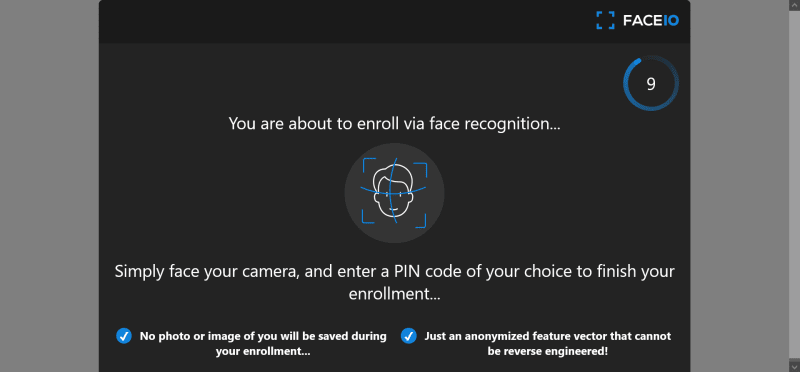 FACEIO
9
You are about to enroll via face recognition...
Simply face your camera, and enter a PIN code of your choice to finish your
enrollment...
No photo or image of you will be saved during
your enrollment...
Just an anonymized feature vector that cannot
be reverse engineered!